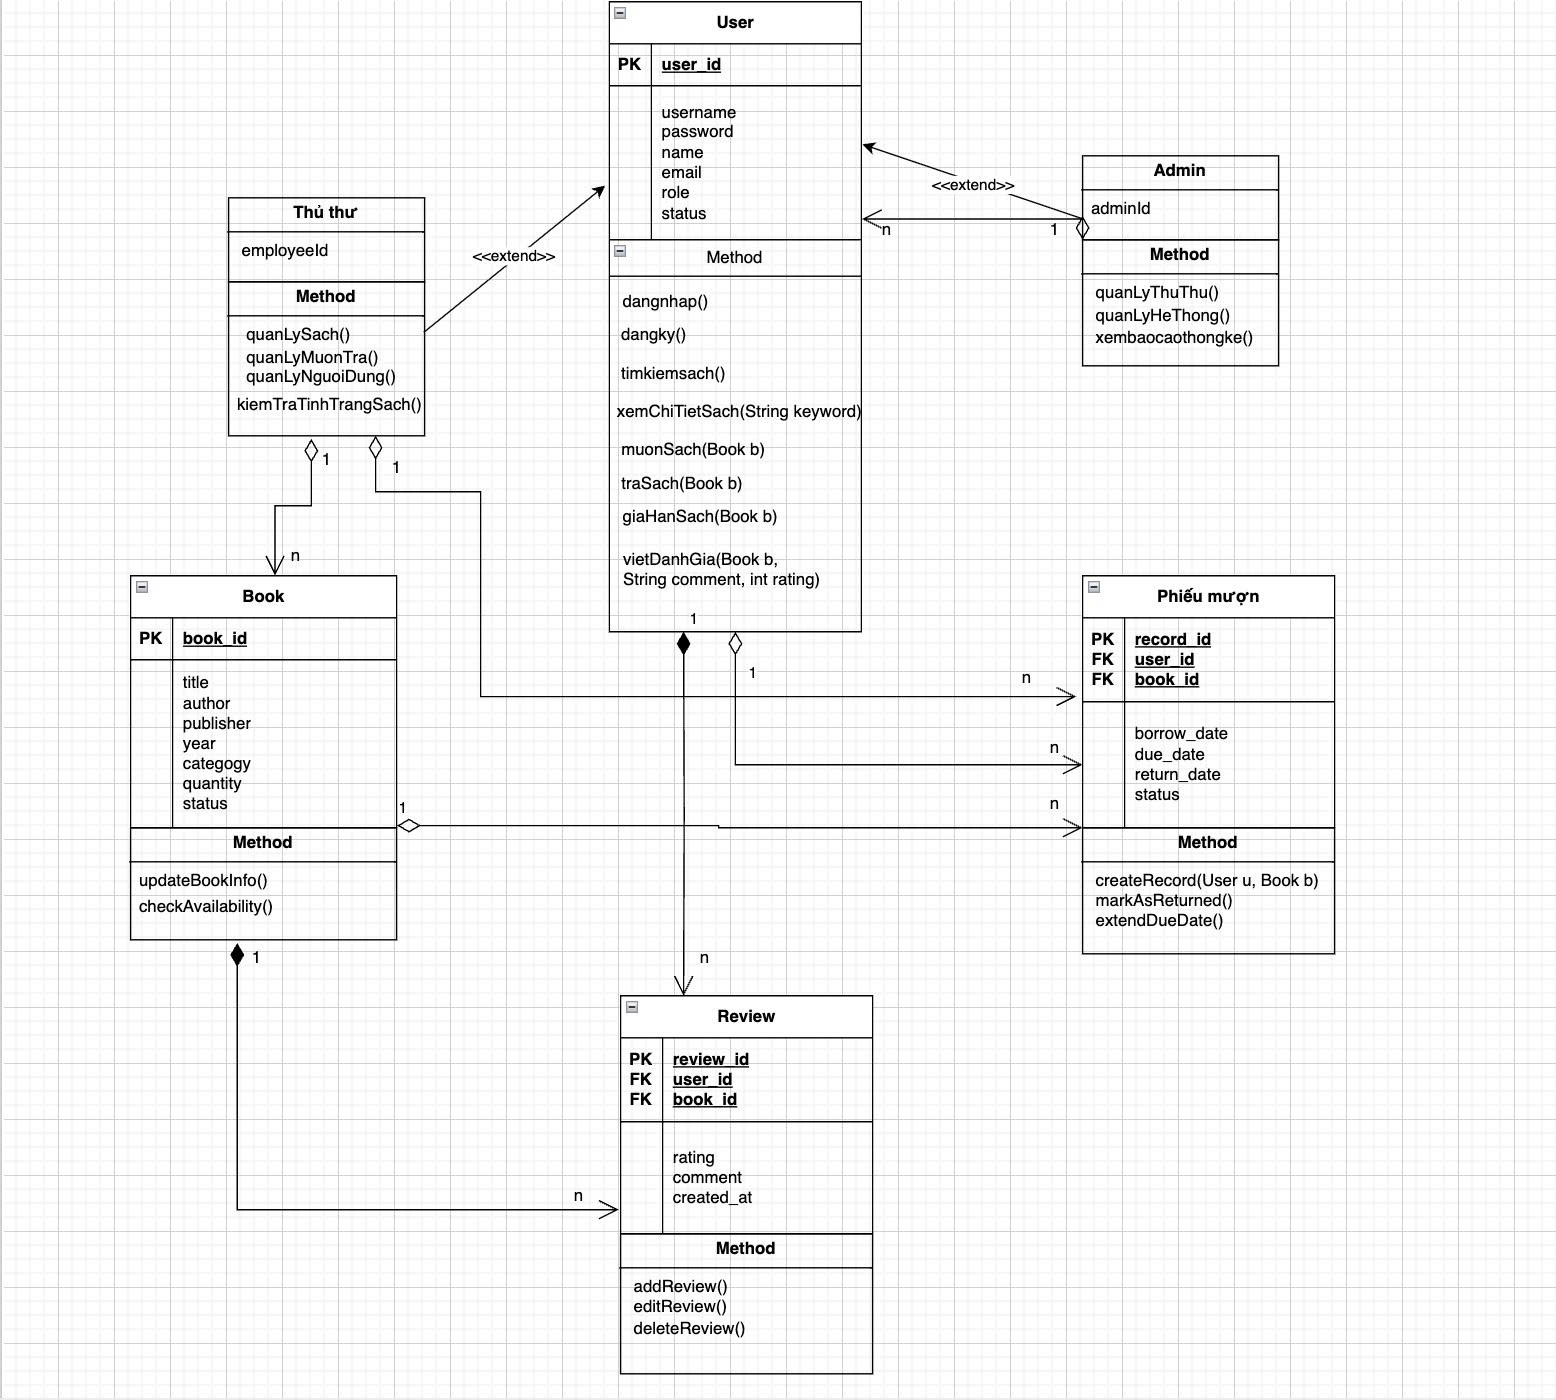 User
PK user_id
username
password
name
email
role
status
Method
dangnhap()
dangky()
timkiemsach()
xemChiTietSach(String keyword)
muonSach(Book b)
traSach(Book b)
giaHanSach(Book b)
vietDanhGia(Book b,
String comment, int rating)
Thủ thư
employeeId
Method
quanLySach()
quanLyMuonTra()
quanLyNguoiDung()
kiemTraTinhTrangSach()
<<extend>>
<<extend>>
n
1
Admin
adminId
Method
quanLyThuThu()
quanLyHeThong()
xembaocaothongke()
1
1
n
1
1
n
n
n
1
Book
PK book_id
title
author
publisher
year
categogy
quantity
status
Method
updateBookInfo()
checkAvailability()
Phiếu mượn
PK record_id
FK user_id
FK book_id
borrow_date
due_date
return_date
status
Method
createRecord(User u, Book b)
markAsReturned()
extendDueDate()
1
n
n
Review
PK review_id
FK user_id
FK book_id
rating
comment
created_at
Method
addReview()
editReview()
deleteReview()